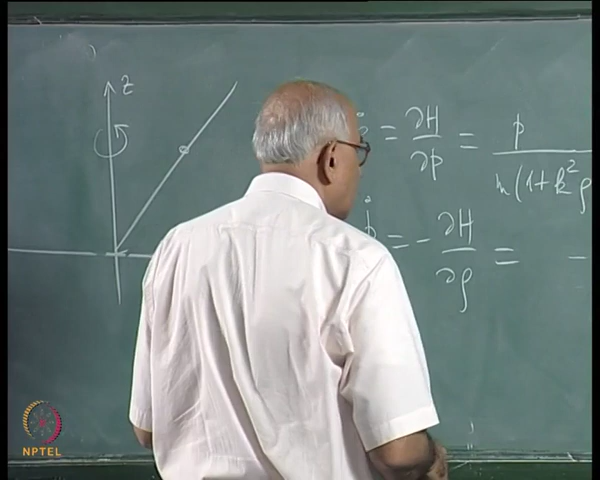 z
ρ̇ = ∂H/∂p = p / m(1+k²ρ
ṗ = - ∂H/∂ρ = -
NPTEL